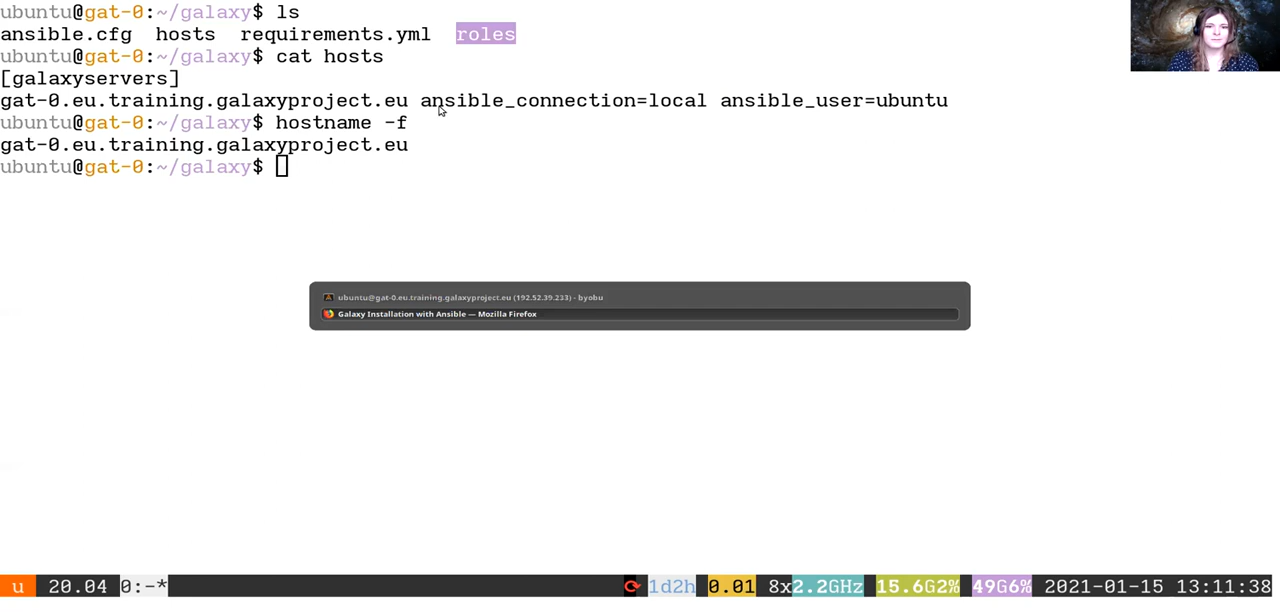 ubuntu@gat-0:~/galaxy$ ls
ansible.cfg  hosts  requirements.yml  roles
ubuntu@gat-0:~/galaxy$ cat hosts
[galaxyservers]
gat-0.eu.training.galaxyproject.eu ansible_connection=local ansible_user=ubuntu
ubuntu@gat-0:~/galaxy$ hostname -f
gat-0.eu.training.galaxyproject.eu
ubuntu@gat-0:~/galaxy$
ubuntu@gat-0.eu.training.galaxyproject.eu (192.52.39.233) - byobu
Galaxy Installation with Ansible — Mozilla Firefox
u 20.04 0:-* 1d2h 0.01 8x2.2GHz 15.6G2% 49G6% 2021-01-15 13:11:38